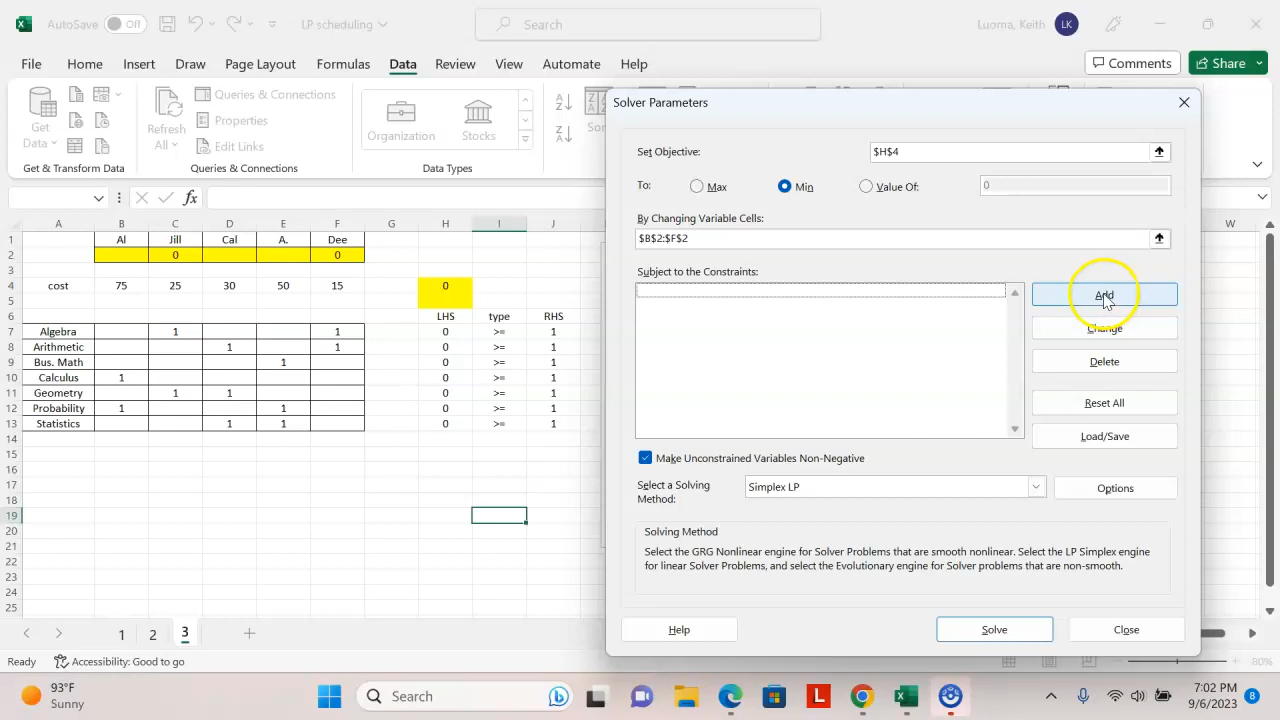 AutoSave Off LP scheduling Search Luoma, Keith LK
File Home Insert Draw Page Layout Formulas Data Review View Automate Help Comments Share
Get Data
Refresh All
Queries & Connections
Properties
Edit Links
Organization Stocks
Get & Transform Data Queries & Connections Data Types
fx
A B C D E F G H I J W
1 Al Jill Cal A. Dee
2 0 0
3
4 cost 75 25 30 50 15 0
5
6 LHS type RHS
7 Algebra 1 1 0 >= 1
8 Arithmetic 1 1 0 >= 1
9 Bus. Math 1 0 >= 1
10 Calculus 1 0 >= 1
11 Geometry 1 1 0 >= 1
12 Probability 1 1 0 >= 1
13 Statistics 1 1 0 >= 1
14
15
16
17
18
19
20
21
22
23
24
25
1 2 3
Ready Accessibility: Good to go 80%
Solver Parameters
Set Objective: $H$4
To: Max Min Value Of: 0
By Changing Variable Cells:
$B$2:$F$2
Subject to the Constraints:
Add
Change
Delete
Reset All
Load/Save
Make Unconstrained Variables Non-Negative
Select a Solving Method: Simplex LP Options
Solving Method
Select the GRG Nonlinear engine for Solver Problems that are smooth nonlinear. Select the LP Simplex engine
for linear Solver Problems, and select the Evolutionary engine for Solver problems that are non-smooth.
Help Solve Close
93°F
Sunny
Search
7:02 PM
9/6/2023
8